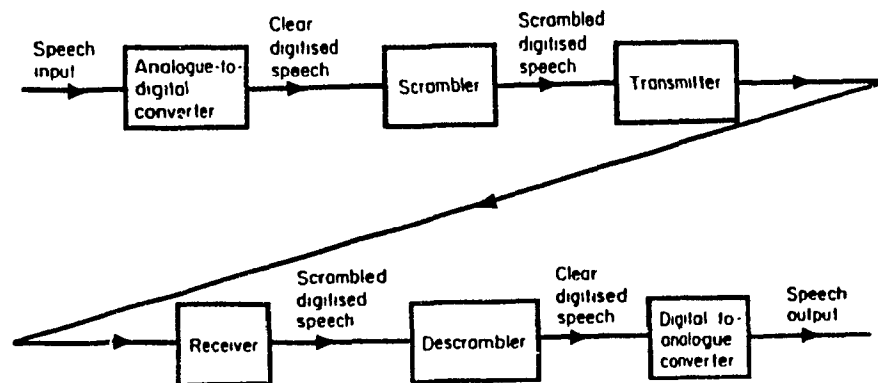 Speech
input
Analogue-to-
digital
converter
Clear
digitised
speech
Scrambler
Scrambled
digitised
speech
Transmitter
Receiver
Scrambled
digitised
speech
Descrambler
Clear
digitised
speech
Digital to-
analogue
converter
Speech
output